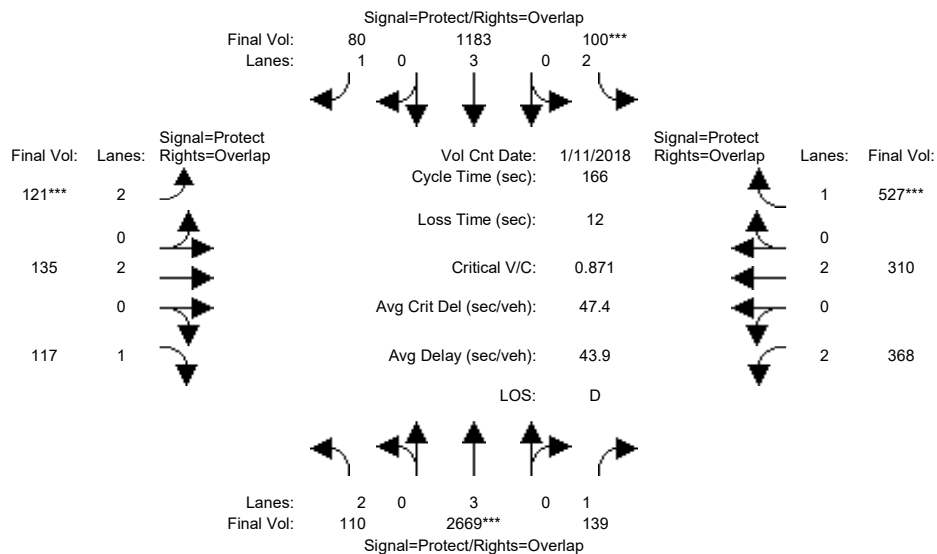 Signal=Protect/Rights=Overlap
Final Vol: 80 1183 100***
Lanes: 1 0 3 0 2
Signal=Protect
Final Vol: Lanes: Rights=Overlap
Vol Cnt Date: 1/11/2018
Signal=Protect
Rights=Overlap Lanes: Final Vol:
Cycle Time (sec): 166
121*** 2
1 527***
Loss Time (sec): 12
0
0
135 2
Critical V/C: 0.871
2 310
0
Avg Crit Del (sec/veh): 47.4
0
117 1
Avg Delay (sec/veh): 43.9
2 368
LOS: D
Lanes: 2 0 3 0 1
Final Vol: 110 2669*** 139
Signal=Protect/Rights=Overlap